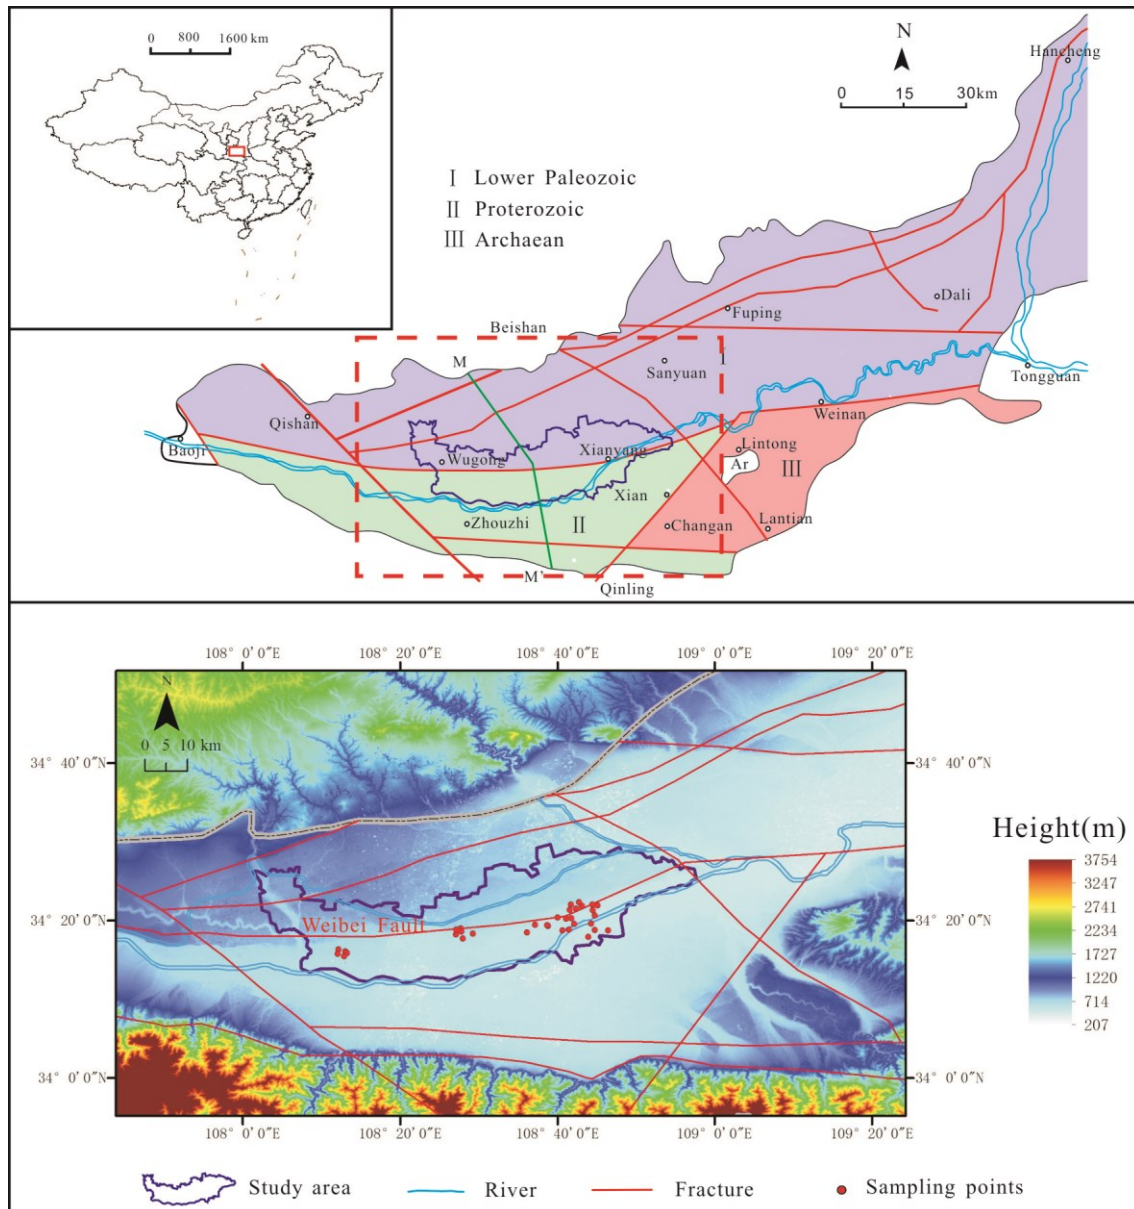 0 800 1600 km
N
0 15 30km
Hancheng
Ⅰ Lower Paleozoic
Ⅱ Proterozoic
Ⅲ Archaean
Beishan
Fuping
Dali
M
Ⅰ
Sanyuan
Tongguan
Qishan
Weinan
Baoji
Wugong
Xianyang
Lintong
Ar
Ⅲ
Xian
Zhouzhi
Ⅱ
Changan
Lantian
M'
Qinling
108° 0′0″E 108° 20′0″E 108° 40′0″E 109° 0′0″E 109° 20′0″E
N
0 5 10 km
34° 40′0″N 34° 40′0″N
Height(m)
3754
3247
2741
2234
1727
1220
714
207
34° 20′0″N 34° 20′0″N
Weibei Fault
34° 0′0″N 34° 0′0″N
108° 0′0″E 108° 20′0″E 108° 40′0″E 109° 0′0″E 109° 20′0″E
Study area River Fracture Sampling points